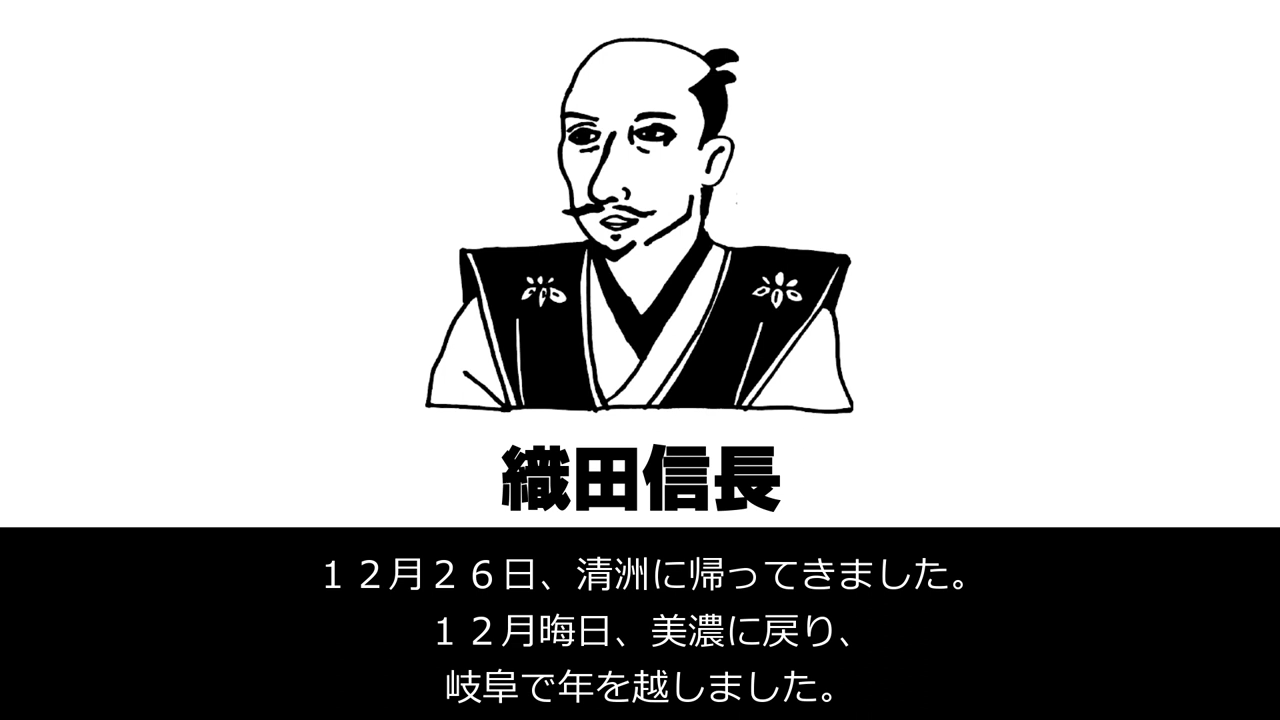 織田信長
１２月２６日、清洲に帰ってきました。
１２月晦日、美濃に戻り、
岐阜で年を越しました。